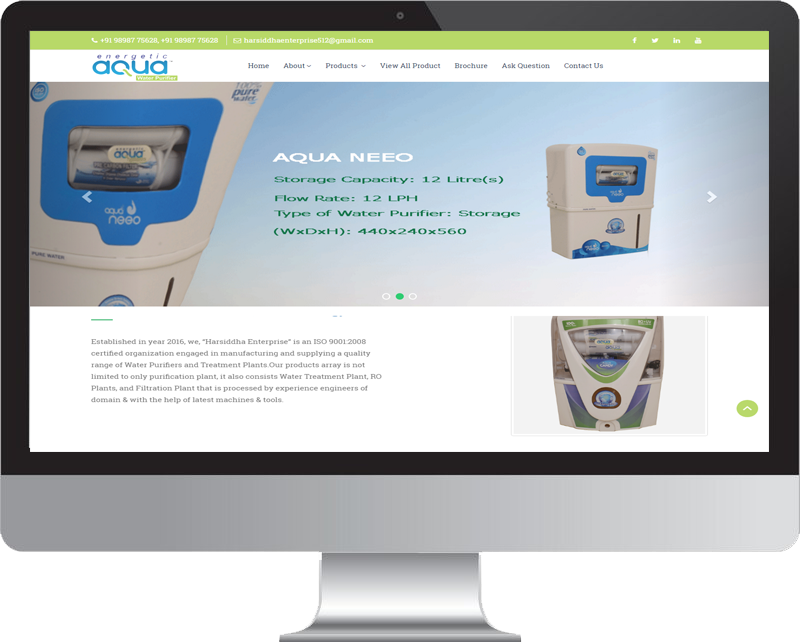 +91 98987 75628, +91 98987 75628
harsiddhaenterprise512@gmail.com
energetic
aqua
Water Purifier
Home
About
Products
View All Product
Brochure
Ask Question
Contact Us
100%
pure
water
energetic
aqua
aqua
neeo
PURE WATER
AQUA NEEO
Storage Capacity: 12 Litre(s)
Flow Rate: 12 LPH
Type of Water Purifier: Storage
(WxDxH): 440x240x560
Established in year 2016, we, "Harsiddha Enterprise" is an ISO 9001:2008
certified organization engaged in manufacturing and supplying a quality
range of Water Purifiers and Treatment Plants.Our products array is not
limited to only purification plant, it also consists Water Treatment Plant, RO
Plants, and Filtration Plant that is processed by experience engineers of
domain & with the help of latest machines & tools.